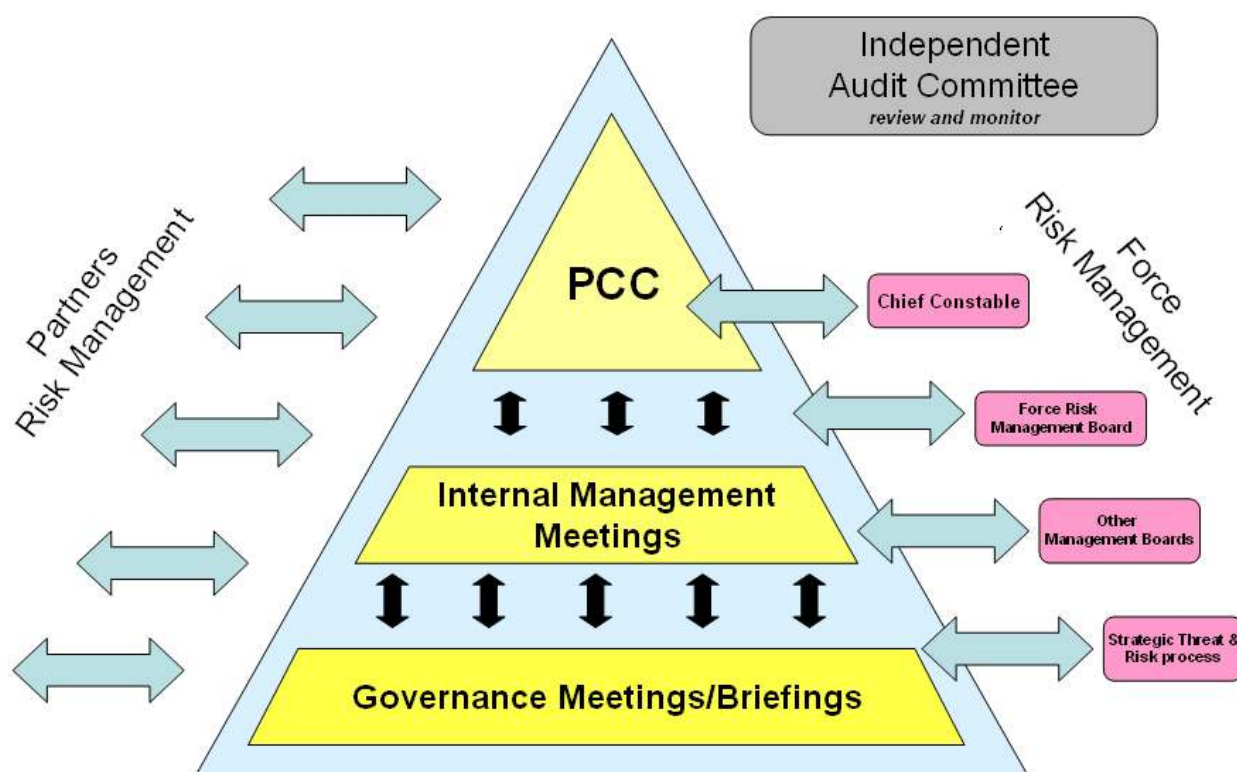 Independent
Audit Committee
review and monitor
Partners
Risk Management
Force
Risk Management
PCC
Chief Constable
Force Risk
Management Board
Internal Management
Meetings
Other
Management Boards
Strategic Threat &
Risk process
Governance Meetings/Briefings